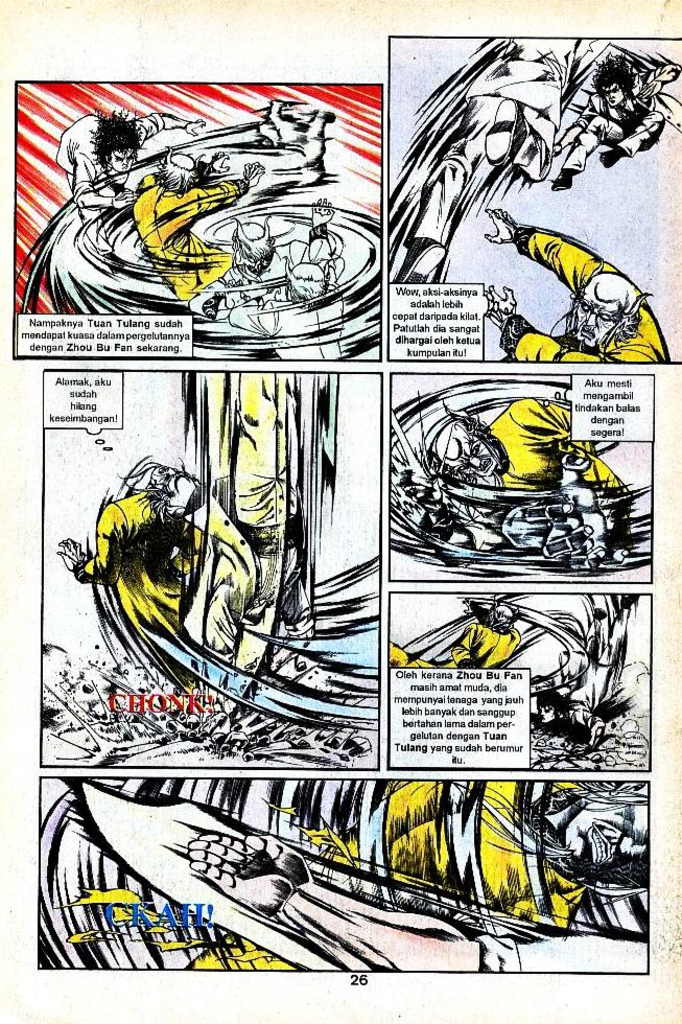 Nampaknya Tuan Tulang sudah
mendapat kuasa dalam pergelutannya
dengan Zhou Bu Fan sekarang.
Wow, aksi-aksinya
adalah lebih
cepat daripada kilat.
Patutlah dia sangat
dihargai oleh ketua
kumpulan itu!
Alamak, aku
sudah
hilang
keseimbangan!
CHONK!
Aku mesti
mengambil
tindakan balas
dengan
segera!
Oleh kerana Zhou Bu Fan
masih amat muda, dia
mempunyai tenaga yang jauh
lebih banyak dan sanggup
bertahan lama dalam per-
gelutan dengan Tuan
Tulang yang sudah berumur
itu.
CKAH!
26